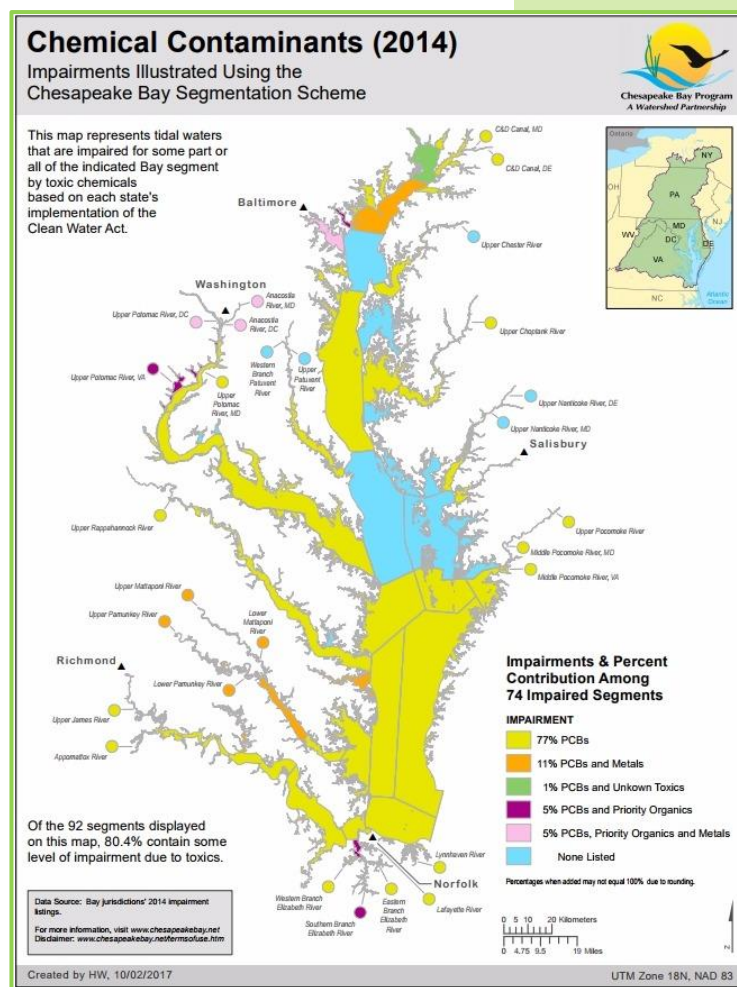 Chemical Contaminants (2014)
Impairments Illustrated Using the
Chesapeake Bay Segmentation Scheme
Chesapeake Bay Program
A Watershed Partnership
This map represents tidal waters
that are impaired for some part or
all of the indicated Bay segment
by toxic chemicals
based on each state's
implementation of the
Clean Water Act.
C&D Canal, MD
C&D Canal, DE
Baltimore
Upper Chester River
Ontario
NY
OH
PA
NJ
MD
WV
DC
DE
VA
NC
Atlantic
Ocean
Washington
Anacostia
River, MD
Upper Potomac River, DC
Anacostia
River, DC
Upper Potomac River, VA
Upper
Potomac
River, MD
Western
Branch
Patuxent
River
Upper
Patuxent
River
Upper Choptank River
Upper Nanticoke River, DE
Upper Nanticoke River, MD
Salisbury
Upper Rappahannock River
Upper Pocomoke River
Middle Pocomoke River, MD
Middle Pocomoke River, VA
Upper Mattaponi River
Upper Pamunkey River
Lower
Mattaponi
River
Lower Pamunkey River
Richmond
Upper James River
Appomattox River
Impairments & Percent
Contribution Among
74 Impaired Segments
IMPAIRMENT
77% PCBs
11% PCBs and Metals
1% PCBs and Unkown Toxics
5% PCBs and Priority Organics
5% PCBs, Priority Organics and Metals
None Listed
Percentages when added may not equal 100% due to rounding.
Of the 92 segments displayed
on this map, 80.4% contain some
level of impairment due to toxics.
Lynnhaven River
Norfolk
Western Branch
Elizabeth River
Eastern
Branch
Elizabeth
River
Lafayette River
Southern Branch
Elizabeth River
Data Source: Bay jurisdictions' 2014 impairment
listings.
For more information, visit www.chesapeakebay.net
Disclaimer: www.chesapeakebay.net/termsofuse.htm
0 5 10 20 Kilometers
0 4.75 9.5 19 Miles
N
Created by HW, 10/02/2017
UTM Zone 18N, NAD 83